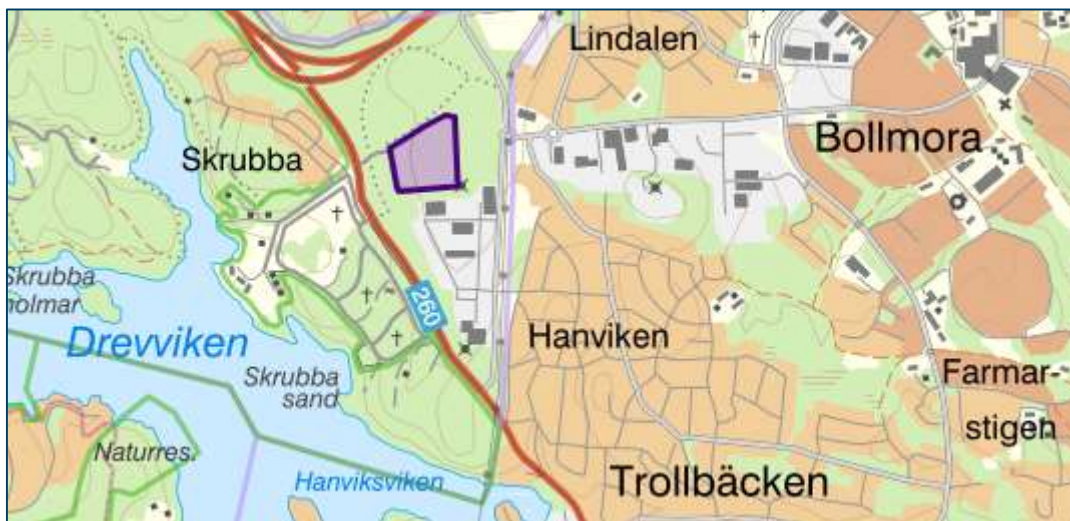 Lindalen
Bollmora
Skrubba
Skrubba
holmar
260
Drevviken
Hanviken
Skrubba
sand
Farmar-
stigen
Naturres.
Hanviksviken
Trollbäcken